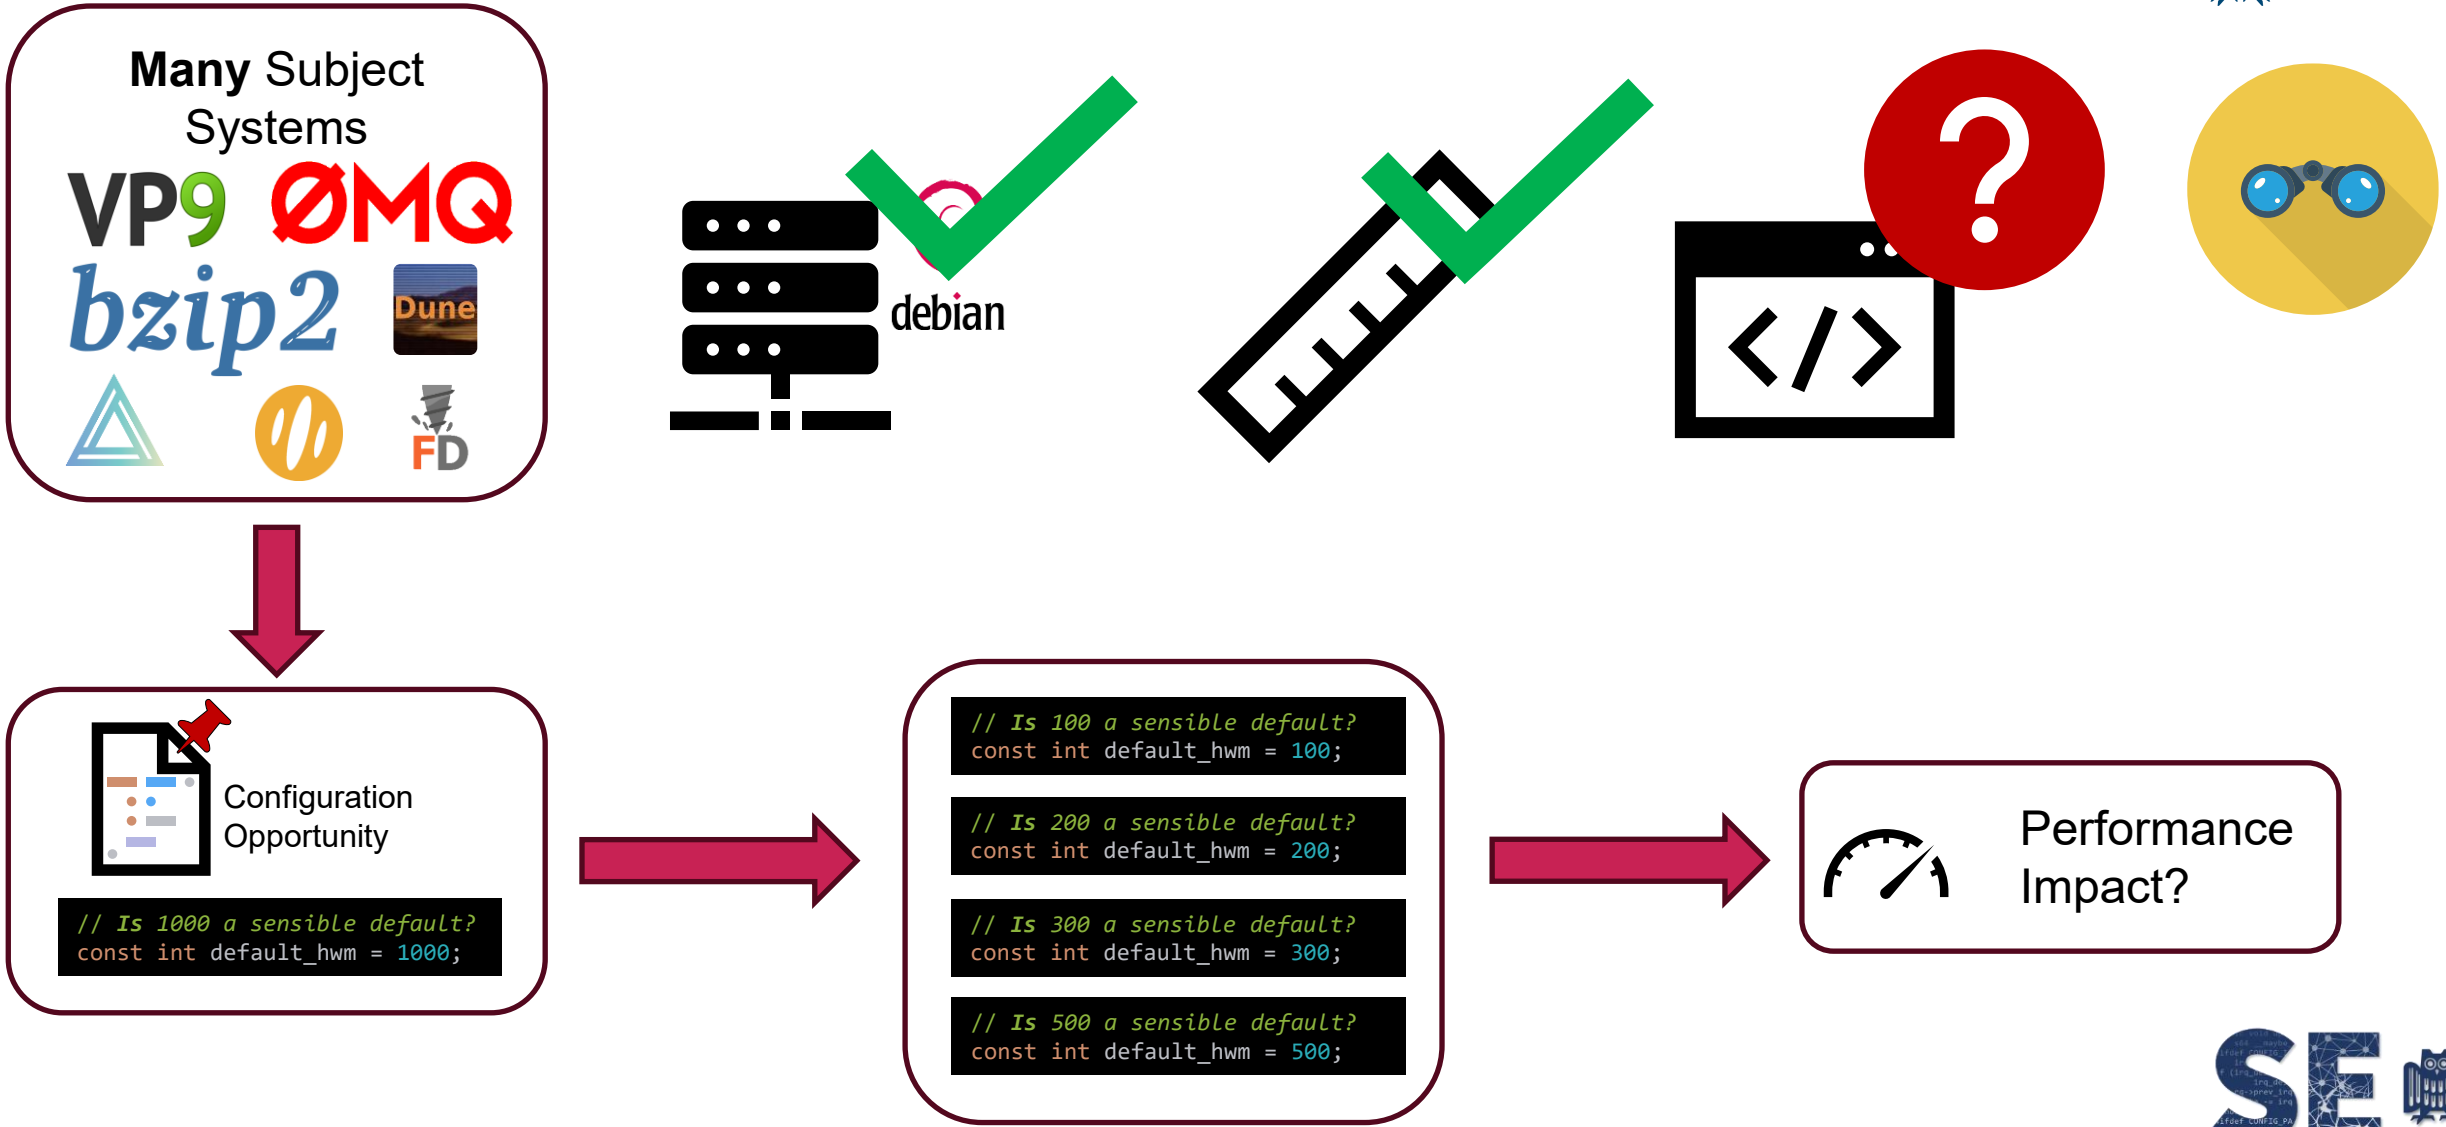 Many Subject
Systems
VP9 ØMQ
bzip2 Dune
FD
debian
?
</>
Configuration
Opportunity
// Is 1000 a sensible default?
const int default_hwm = 1000;
// Is 100 a sensible default?
const int default_hwm = 100;
// Is 200 a sensible default?
const int default_hwm = 200;
// Is 300 a sensible default?
const int default_hwm = 300;
// Is 500 a sensible default?
const int default_hwm = 500;
Performance
Impact?
SE